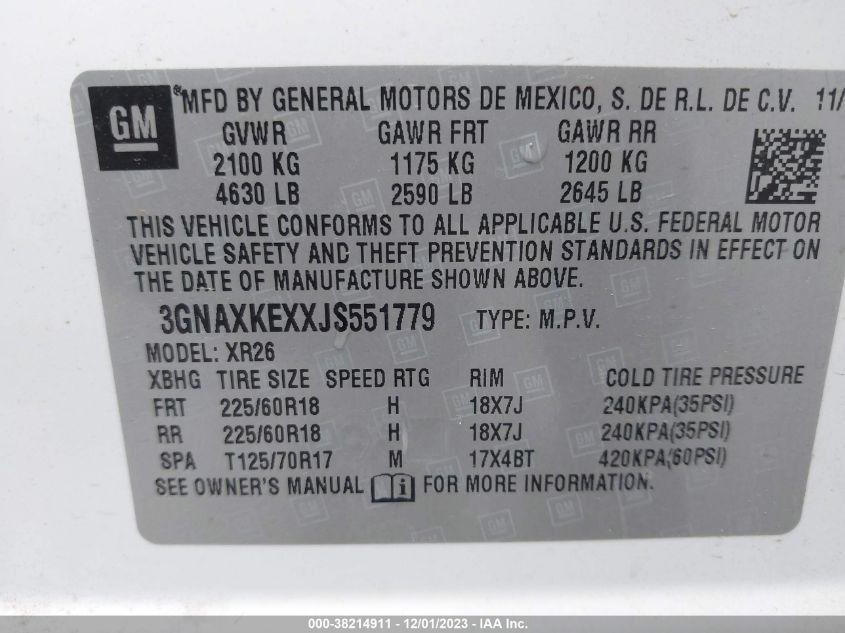 GM
MFD BY GENERAL MOTORS DE MEXICO, S. DE R.L. DE C.V. 11/
GVWR GAWR FRT GAWR RR
2100 KG 1175 KG 1200 KG
4630 LB 2590 LB 2645 LB
THIS VEHICLE CONFORMS TO ALL APPLICABLE U.S. FEDERAL MOTOR
VEHICLE SAFETY AND THEFT PREVENTION STANDARDS IN EFFECT ON
THE DATE OF MANUFACTURE SHOWN ABOVE.
3GNAXKEXXJS551779 TYPE: M.P.V.
MODEL: XR26
XBHG TIRE SIZE SPEED RTG RIM COLD TIRE PRESSURE
FRT 225/60R18 H 18X7J 240KPA(35PSI)
RR 225/60R18 H 18X7J 240KPA(35PSI)
SPA T125/70R17 M 17X4BT 420KPA(60PSI)
SEE OWNER'S MANUAL i FOR MORE INFORMATION.
000-38214911 - 12/01/2023 - IAA Inc.